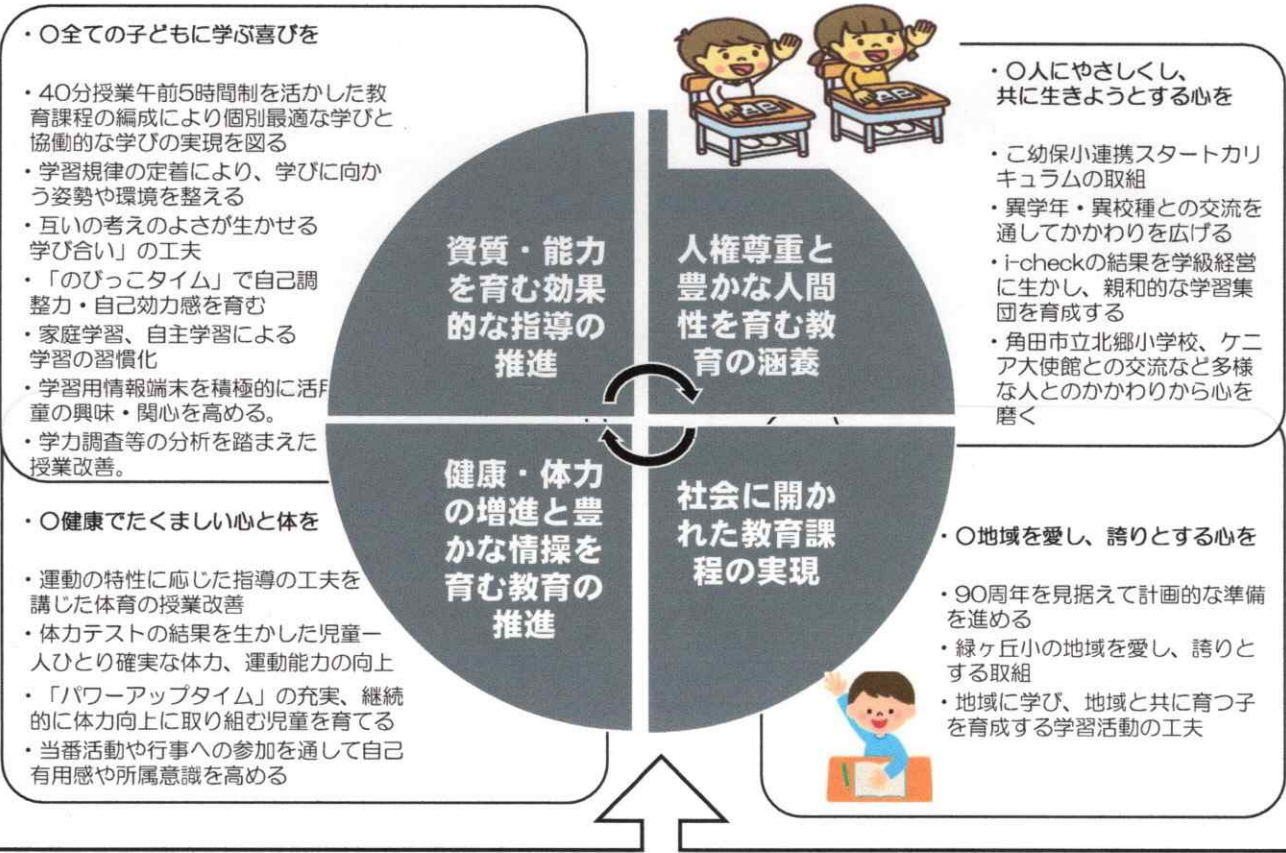 ・〇全ての子どもに学ぶ喜びを
・40分授業午前5時間制を活かした教
育課程の編成により個別最適な学びと
協働的な学びの実現を図る
・学習規律の定着により、学びに向か
う姿勢や環境を整える
・互いの考えのよさが生かせる
学び合い」の工夫
・「のびっこタイム」で自己調
整力・自己効力感を育む
・家庭学習、自主学習による
学習の習慣化
・学習用情報端末を積極的に活
童の興味・関心を高める。
・学力調査等の分析を踏まえた
授業改善。
資質・能力
を育む効果
的な指導の
推進
人権尊重と
豊かな人間
性を育む教
育の涵養
・〇人にやさしくし、
共に生きようとする心を
・こ幼保小連携スタートカリ
キュラムの取組
・異学年・異校種との交流を
通してかかわりを広げる
・i-checkの結果を学級経営
に生かし、親和的な学習集
団を育成する
・角田市立北郷小学校、ケニ
ア大使館との交流など多様
な人とのかかわりから心を
磨く
・〇健康でたくましい心と体を
・運動の特性に応じた指導の工夫を
講じた体育の授業改善
・体力テストの結果を生かした児童一
人ひとり確実な体力、運動能力の向上
・「パワーアップタイム」の充実、継続
的に体力向上に取り組む児童を育てる
・当番活動や行事への参加を通して自己
有用感や所属意識を高める
健康・体力
の増進と豊
かな情操を
育む教育の
推進
社会に開か
れた教育課
程の実現
・〇地域を愛し、誇りとする心を
・90周年を見据えて計画的な準備
を進める
・緑ヶ丘小の地域を愛し、誇りと
する取組
・地域に学び、地域と共に育つ子
を育成する学習活動の工夫